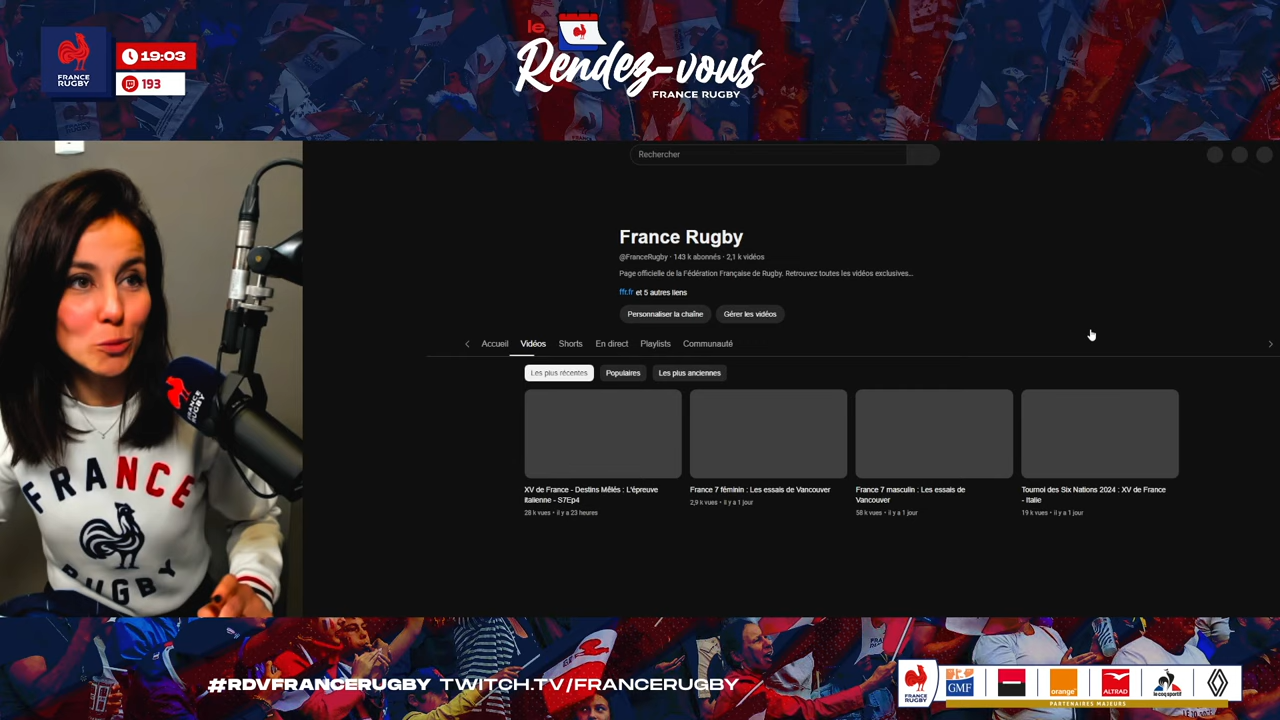 FRANCE
RUGBY
19:03
193
le
Rendez-vous
FRANCE RUGBY
Rechercher
France Rugby
@FranceRugby · 143 k abonnés · 2,1 k vidéos
Page officielle de la Fédération Française de Rugby. Retrouvez toutes les vidéos exclusives...
ffr.fr et 5 autres liens
Personnaliser la chaîne
Gérer les vidéos
Accueil
Vidéos
Shorts
En direct
Playlists
Communauté
Les plus récentes
Populaires
Les plus anciennes
XV de France - Destins Mêlés : L'épreuve
italienne - S7Ep4
28 k vues • il y a 23 heures
France 7 féminin : Les essais de Vancouver
2,9 k vues • il y a 1 jour
France 7 masculin : Les essais de
Vancouver
58 k vues • il y a 1 jour
Tournoi des Six Nations 2024 : XV de France
- Italie
19 k vues • il y a 1 jour
FRANCE
RUGBY
FRANCE
RUGBY
#RDVFRANCERUGBY TWITCH.TV/FRANCERUGBY
FRANCE
RUGBY
GMF
orange
ALTRAD
le coq sportif
PARTENAIRES MAJEURS